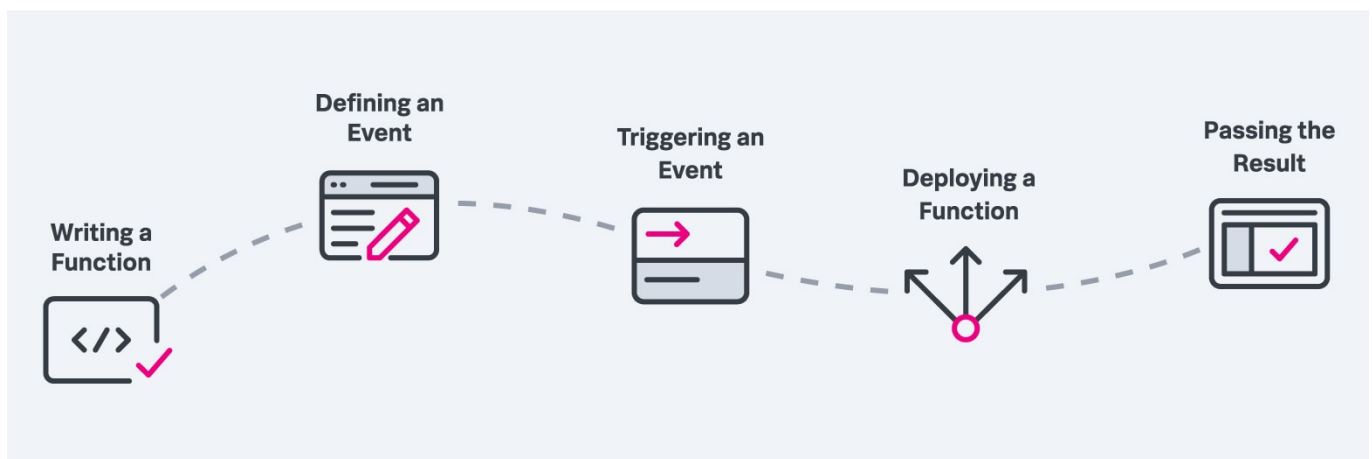 Writing a
Function
</>
Defining an
Event
Triggering an
Event
Deploying a
Function
Passing the
Result